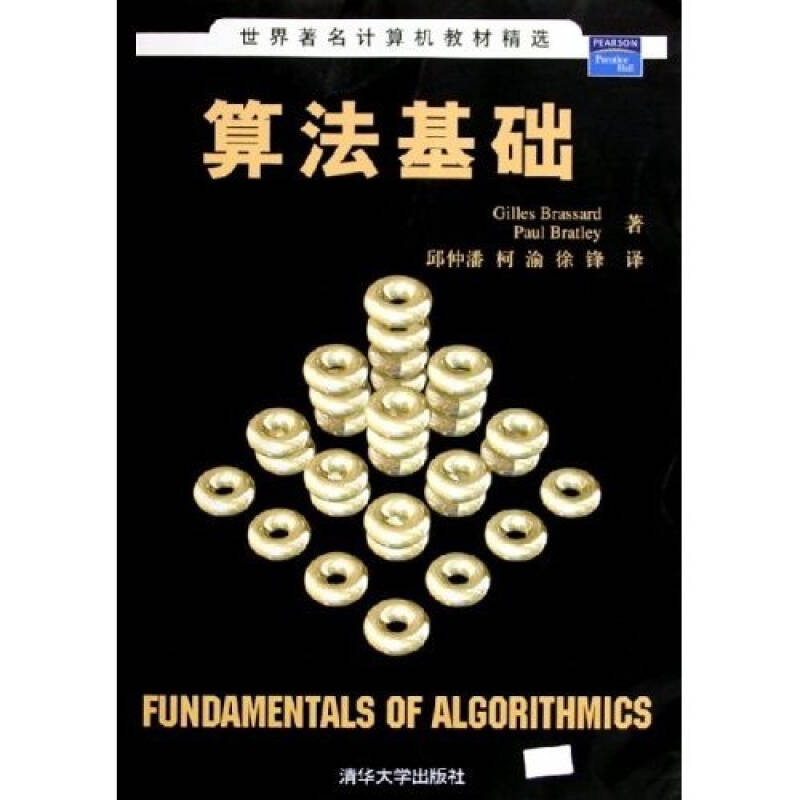 世界著名计算机教材精选
PEARSON
Prentice
Hall
算法基础
Gilles Brassard
Paul Bratley
著
邱仲潘 柯渝 徐锋 译
FUNDAMENTALS OF ALGORITHMICS
清华大学出版社